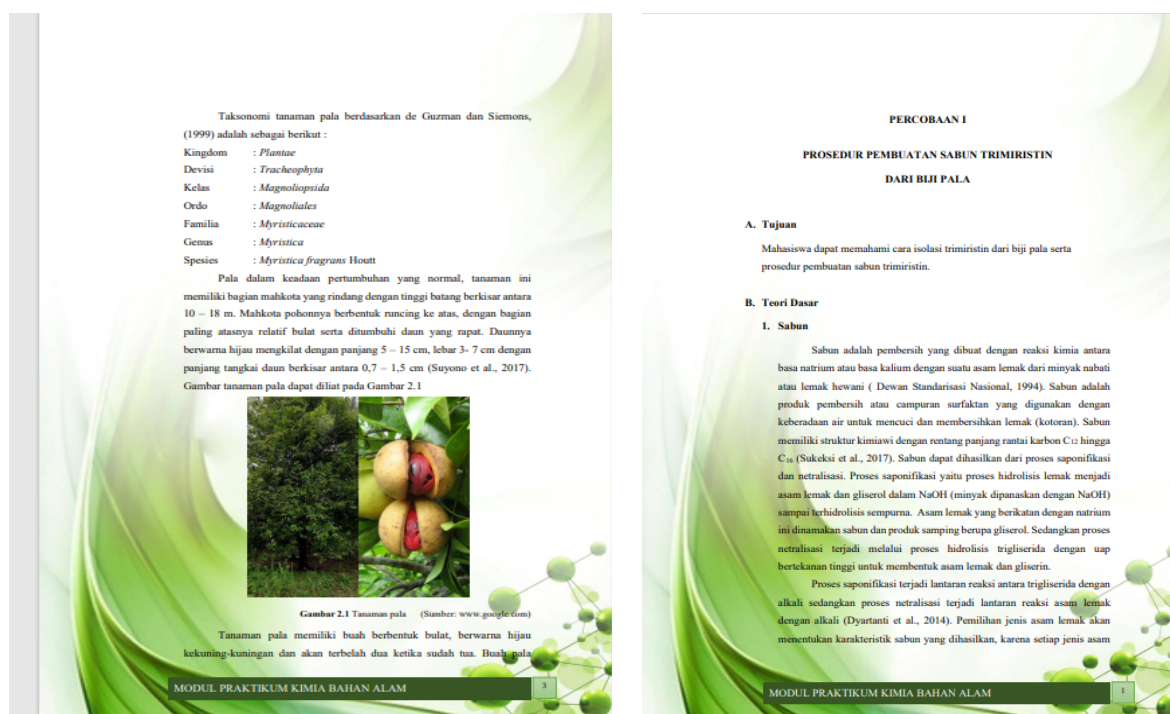 Taksonomi tanaman pala berdasarkan de Guzman dan Siemons,
(1999) adalah sebagai berikut :
Kingdom : Plantae
Devisi : Tracheophyta
Kelas : Magnoliopsida
Ordo : Magnoliales
Familia : Myristicaceae
Genus : Myristica
Spesies : Myristica fragrans Houtt
Pala dalam keadaan pertumbuhan yang normal, tanaman ini
memiliki bagian mahkota yang rindang dengan tinggi batang berkisar antara
10 – 18 m. Mahkota pohonnya berbentuk runcing ke atas, dengan bagian
paling atasnya relatif bulat serta ditumbuhi daun yang rapat. Daunnya
berwarna hijau mengkilat dengan panjang 5 – 15 cm, lebar 3- 7 cm dengan
panjang tangkai daun berkisar antara 0,7 – 1,5 cm (Suyono et al., 2017).
Gambar tanaman pala dapat diliat pada Gambar 2.1
Gambar 2.1 Tanaman pala (Sumber: www.google.com)
Tanaman pala memiliki buah berbentuk bulat, berwarna hijau
kekuning-kuningan dan akan terbelah dua ketika sudah tua. Buah pala
MODUL PRAKTIKUM KIMIA BAHAN ALAM 3
PERCOBAAN I
PROSEDUR PEMBUATAN SABUN TRIMIRISTIN
DARI BIJI PALA
A. Tujuan
Mahasiswa dapat memahami cara isolasi trimiristin dari biji pala serta
prosedur pembuatan sabun trimiristin.
B. Teori Dasar
1. Sabun
Sabun adalah pembersih yang dibuat dengan reaksi kimia antara
basa natrium atau basa kalium dengan suatu asam lemak dari minyak nabati
atau lemak hewani ( Dewan Standarisasi Nasional, 1994). Sabun adalah
produk pembersih atau campuran surfaktan yang digunakan dengan
keberadaan air untuk mencuci dan membersihkan lemak (kotoran). Sabun
memiliki struktur kimiawi dengan rentang panjang rantai karbon C12 hingga
C16 (Sukeksi et al., 2017). Sabun dapat dihasilkan dari proses saponifikasi
dan netralisasi. Proses saponifikasi yaitu proses hidrolisis lemak menjadi
asam lemak dan gliserol dalam NaOH (minyak dipanaskan dengan NaOH)
sampai terhidrolisis sempurna. Asam lemak yang berikatan dengan natrium
ini dinamakan sabun dan produk samping berupa gliserol. Sedangkan proses
netralisasi terjadi melalui proses hidrolisis trigliserida dengan uap
bertekanan tinggi untuk membentuk asam lemak dan gliserin.
Proses saponifikasi terjadi lantaran reaksi antara trigliserida dengan
alkali sedangkan proses netralisasi terjadi lantaran reaksi asam lemak
dengan alkali (Dyartanti et al., 2014). Pemilihan jenis asam lemak akan
menentukan karakteristik sabun yang dihasilkan, karena setiap jenis asam
MODUL PRAKTIKUM KIMIA BAHAN ALAM 1